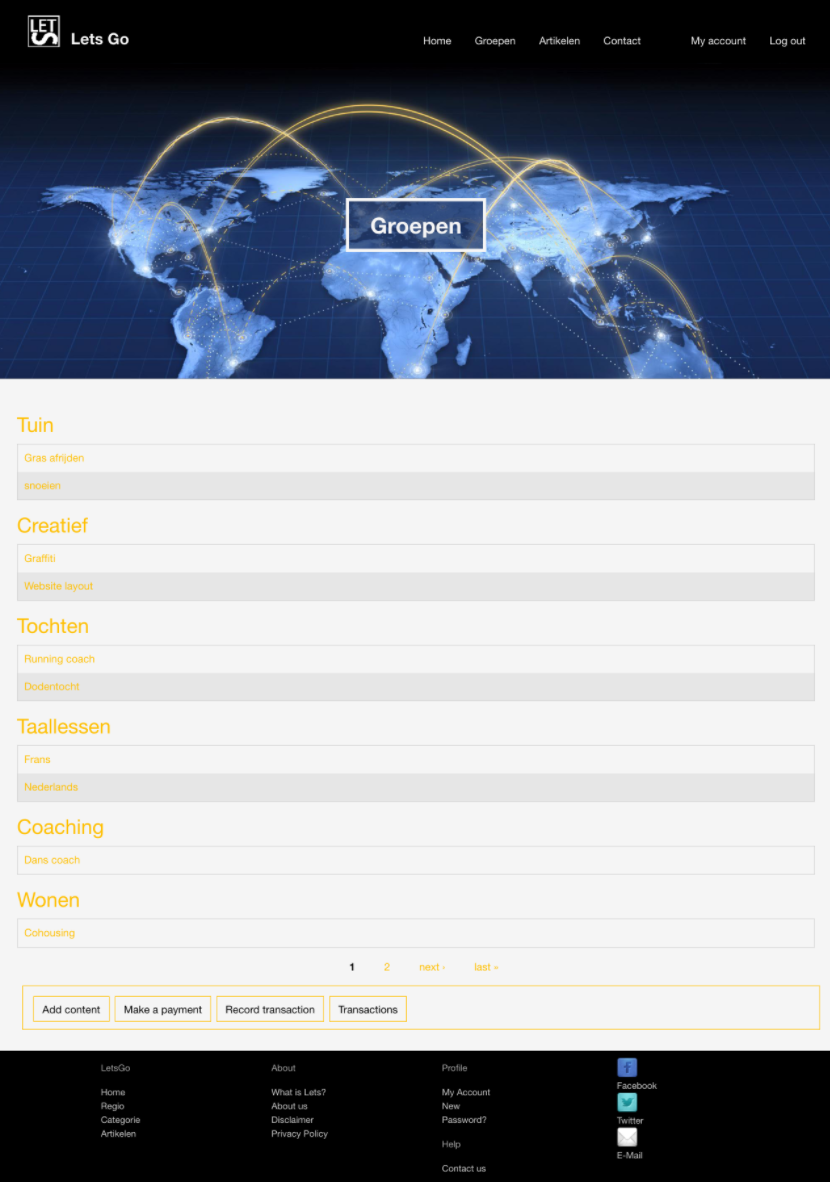 LET
S
Lets Go
Home Groepen Artikelen Contact My account Log out
Groepen
Tuin
Gras afrijden
snoeien
Creatief
Graffiti
Website layout
Tochten
Running coach
Dodentocht
Taallessen
Frans
Nederlands
Coaching
Dans coach
Wonen
Cohousing
1 2 next › last »
Add content Make a payment Record transaction Transactions
LetsGo
Home
Regio
Categorie
Artikelen
About
What is Lets?
About us
Disclaimer
Privacy Policy
Profile
My Account
New
Password?
Help
Contact us
Facebook
Twitter
E-Mail